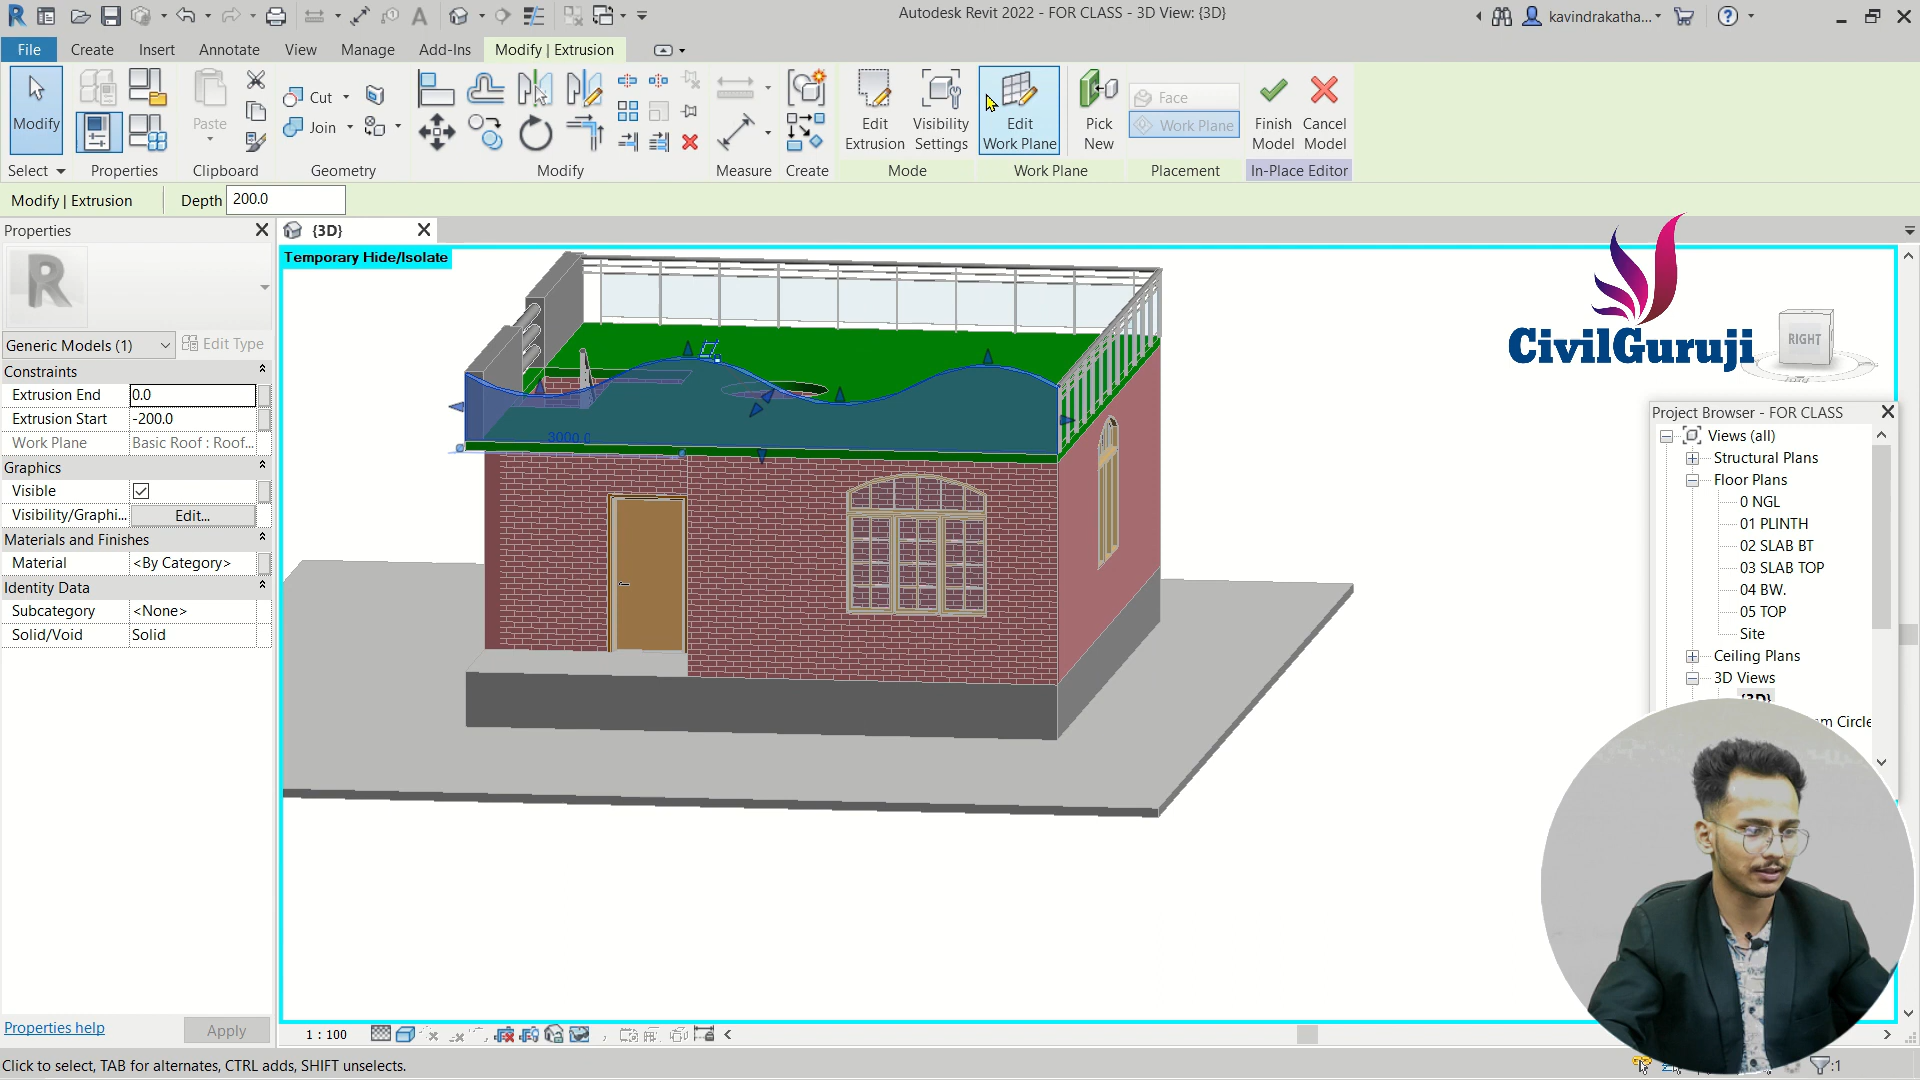 Autodesk Revit 2022 - FOR CLASS - 3D View: {3D}
kavindrakatha...
File
Create
Insert
Annotate
View
Manage
Add-Ins
Modify | Extrusion
Modify
Paste
Cut
Join
Edit Extrusion
Visibility Settings
Edit Work Plane
Pick New
Face
Work Plane
Finish Model
Cancel Model
Select
Properties
Clipboard
Geometry
Modify
Measure
Create
Mode
Work Plane
Placement
In-Place Editor
Modify | Extrusion
Depth 200.0
Properties
{3D}
Temporary Hide/Isolate
Generic Models (1)
Edit Type
Constraints
Extrusion End 0.0
Extrusion Start -200.0
Work Plane Basic Roof : Roof...
Graphics
Visible
Visibility/Graphi... Edit...
Materials and Finishes
Material <By Category>
Identity Data
Subcategory <None>
Solid/Void Solid
Properties help
Apply
3000.0
CivilGuruji
RIGHT
Project Browser - FOR CLASS
Views (all)
Structural Plans
Floor Plans
0 NGL
01 PLINTH
02 SLAB BT
03 SLAB TOP
04 BW.
05 TOP
Site
Ceiling Plans
3D Views
{3D}
m Circle
1 : 100
Click to select, TAB for alternates, CTRL adds, SHIFT unselects.
:1